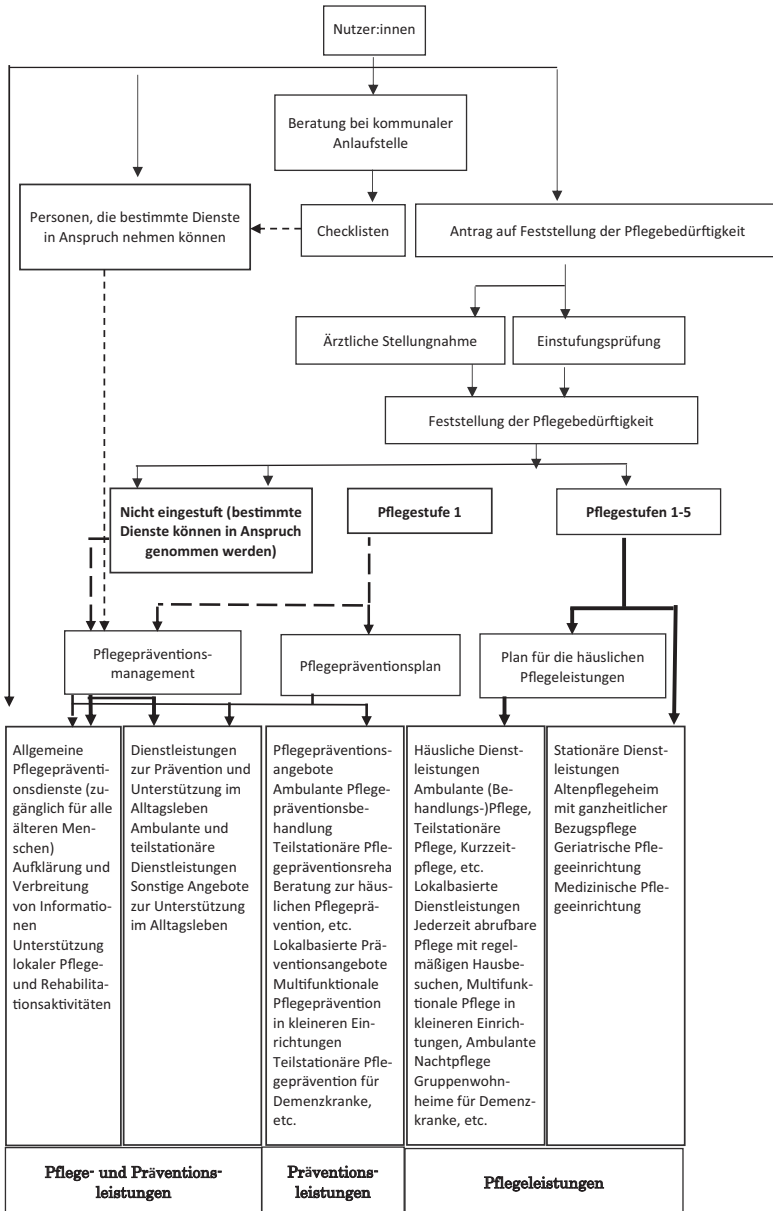 Nutzer:innen
Beratung bei kommunaler
Anlaufstelle
Personen, die bestimmte Dienste
in Anspruch nehmen können
Checklisten
Antrag auf Feststellung der Pflegebedürftigkeit
Ärztliche Stellungnahme
Einstufungsprüfung
Feststellung der Pflegebedürftigkeit
Nicht eingestuft (bestimmte
Dienste können in Anspruch
genommen werden)
Pflegestufe 1
Pflegestufen 1-5
Pflegepräventions-
management
Pflegepräventionsplan
Plan für die häuslichen
Pflegeleistungen
Allgemeine
Pflegepräventi-
onsdienste (zu-
gänglich für alle
älteren Men-
schen)
Aufklärung und
Verbreitung
von Informatio-
nen
Unterstützung
lokaler Pflege-
und Rehabilita-
tionsaktivitäten
Dienstleistungen
zur Prävention und
Unterstützung im
Alltagsleben
Ambulante und
teilstationäre
Dienstleistungen
Sonstige Angebote
zur Unterstützung
im Alltagsleben
Pflegepräventions-
angebote
Ambulante Pflege-
präventionsbe-
handlung
Teilstationäre Pfle-
gepräventionsreha
Beratung zur häus-
lichen Pflegeprä-
vention, etc.
Lokalbasierte Prä-
ventionsangebote
Multifunktionale
Pflegeprävention
in kleineren Ein-
richtungen
Teilstationäre Pfle-
geprävention für
Demenzkranke,
etc.
Häusliche Dienst-
leistungen
Ambulante (Be-
handlungs-)Pflege,
Teilstationäre
Pflege, Kurzzeit-
pflege, etc.
Lokalbasierte
Dienstleistungen
Jederzeit abrufbare
Pflege mit regel-
mäßigen Hausbe-
suchen, Multifunk-
tionale Pflege in
kleineren Einrich-
tungen, Ambulante
Nachtpflege
Gruppenwohn-
heime für Demenz-
kranke, etc.
Stationäre Dienst-
leistungen
Altenpflegeheim
mit ganzheitlicher
Bezugspflege
Geriatrische Pfle-
geeinrichtung
Medizinische Pfle-
geeinrichtung
Pflege- und Präventions-
leistungen
Präventions-
leistungen
Pflegeleistungen